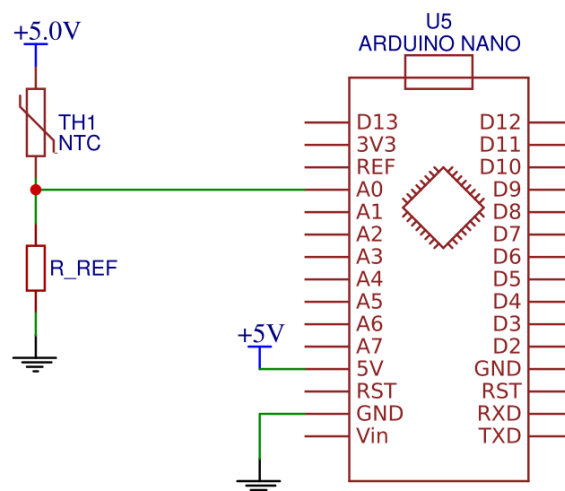 +5.0V
TH1
NTC
R_REF
+5V
U5
ARDUINO NANO
D13
3V3
REF
A0
A1
A2
A3
A4
A5
A6
A7
5V
RST
GND
Vin
D12
D11
D10
D9
D8
D7
D6
D5
D4
D3
D2
GND
RST
RXD
TXD